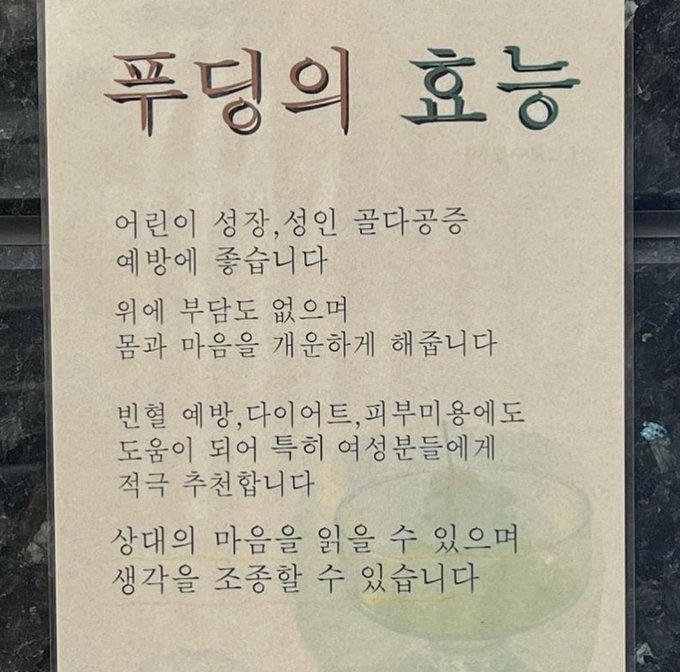 푸딩의 효능
어린이 성장,성인 골다공증
예방에 좋습니다
위에 부담도 없으며
몸과 마음을 개운하게 해줍니다
빈혈 예방,다이어트,피부미용에도
도움이 되어 특히 여성분들에게
적극 추천합니다
상대의 마음을 읽을 수 있으며
생각을 조종할 수 있습니다